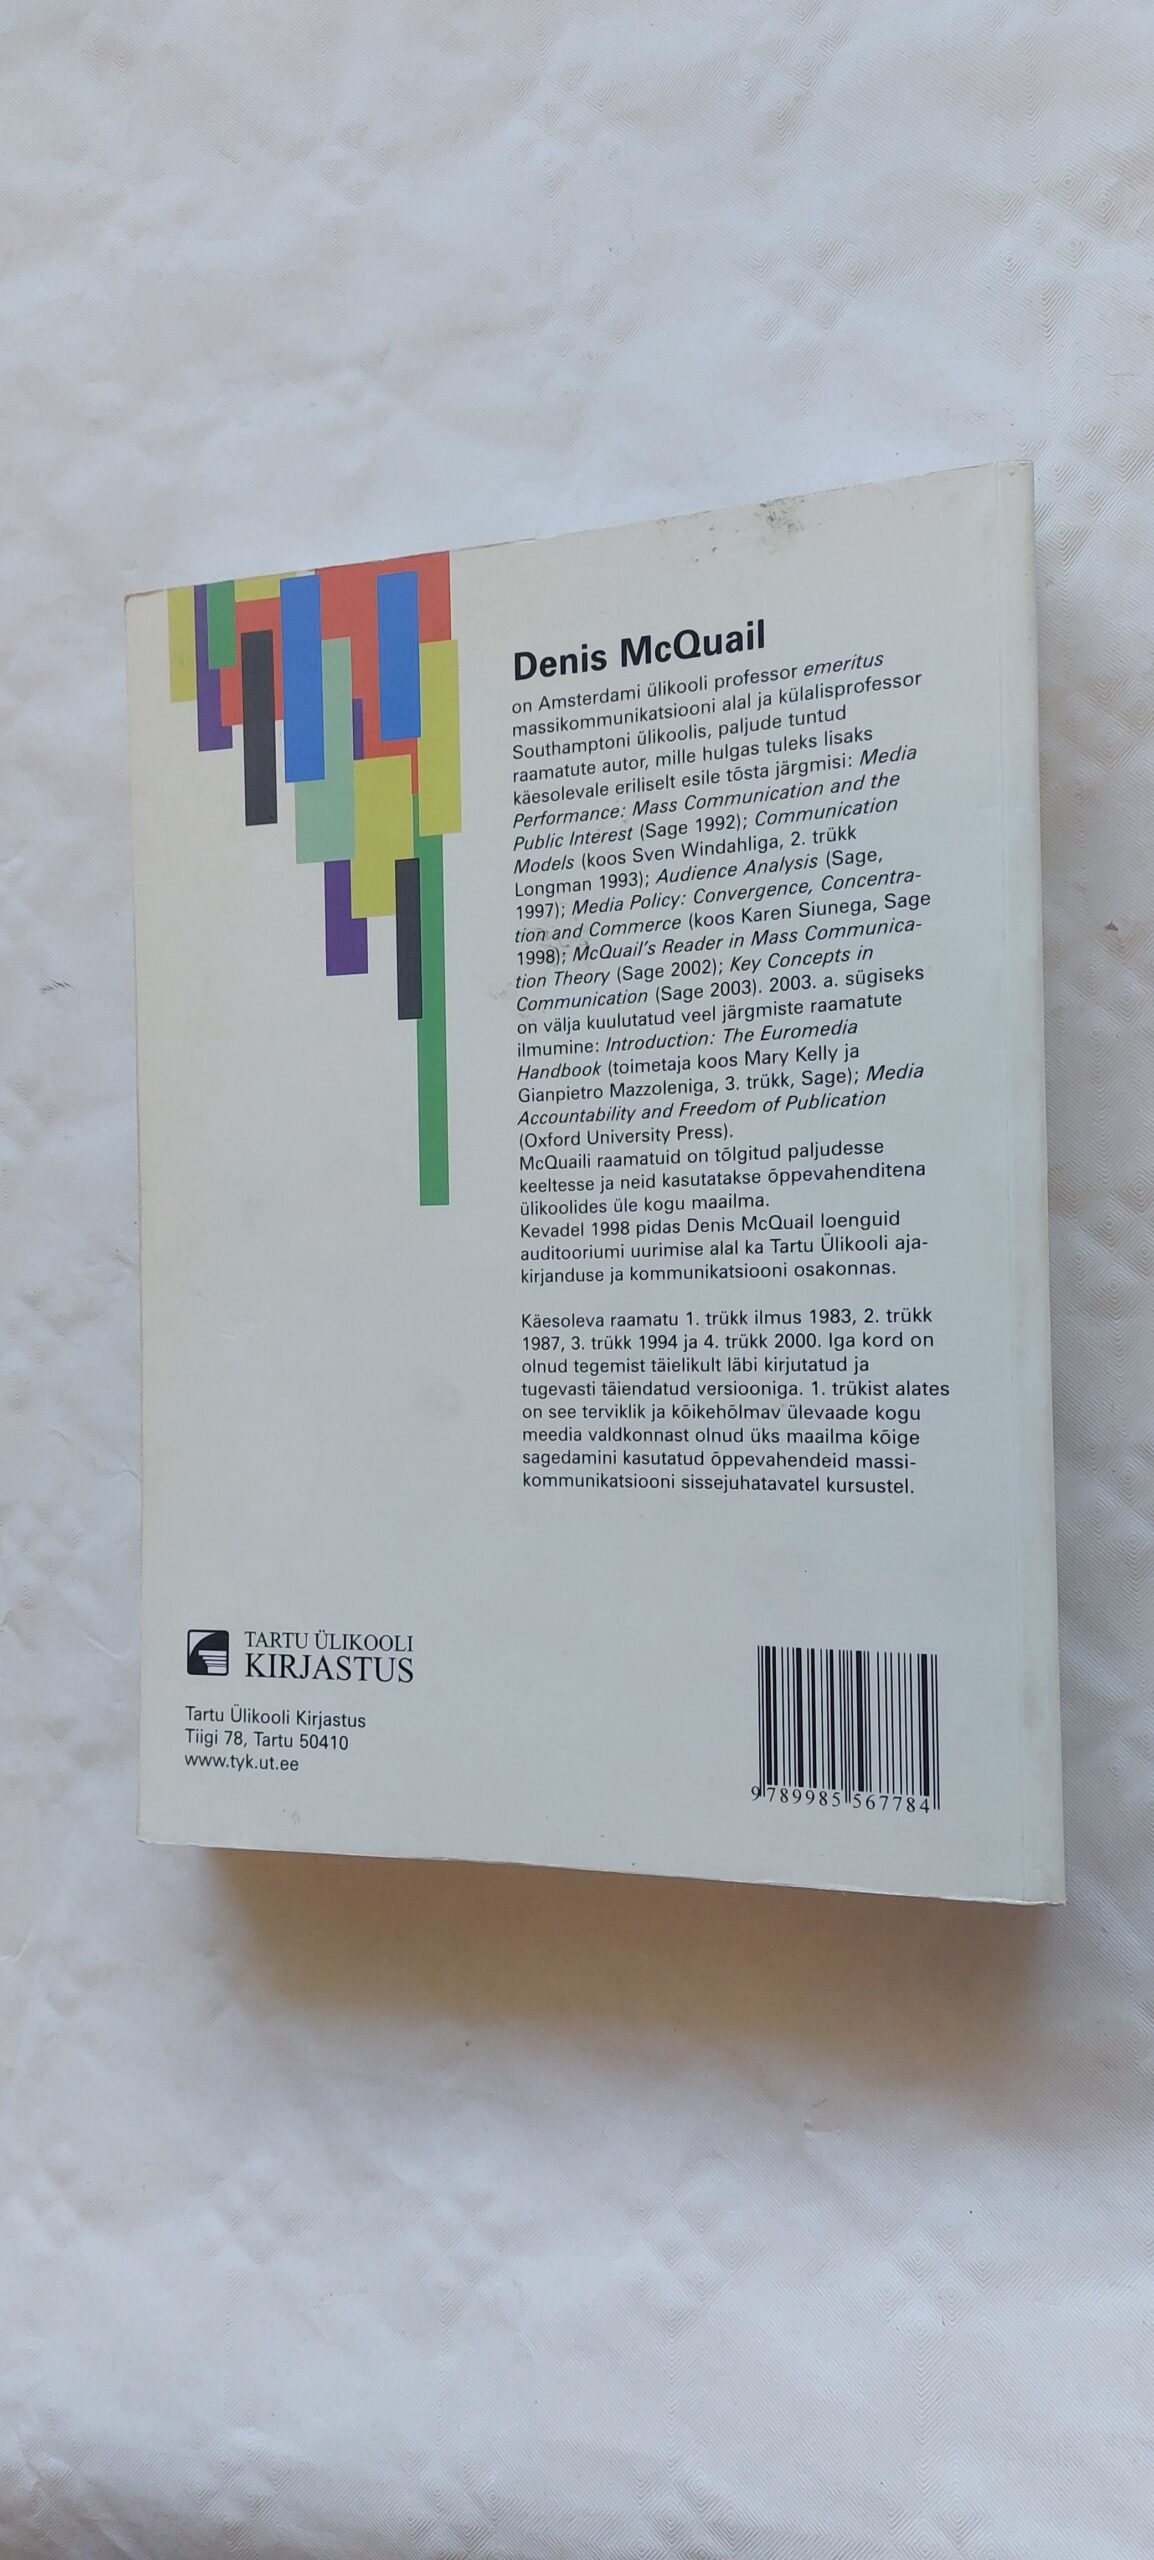 Denis McQuail
on Amsterdami ülikooli professor emeritus
massikommunikatsiooni alal ja külalisprofessor
Southamptoni ülikoolis, paljude tuntud
raamatute autor, mille hulgas tuleks lisaks
käesolevale eriliselt esile tõsta järgmisi: Media
Performance: Mass Communication and the
Public Interest (Sage 1992); Communication
Models (koos Sven Windahliga, 2. trükk
Longman 1993); Audience Analysis (Sage,
1997); Media Policy: Convergence, Concentra-
tion and Commerce (koos Karen Siunega, Sage
1998); McQuail's Reader in Mass Communica-
tion Theory (Sage 2002); Key Concepts in
Communication (Sage 2003). 2003. a. sügiseks
on välja kuulutatud veel järgmiste raamatute
ilmumine: Introduction: The Euromedia
Handbook (toimetaja koos Mary Kelly ja
Gianpietro Mazzoleniga, 3. trükk, Sage); Media
Accountability and Freedom of Publication
(Oxford University Press).
McQuaili raamatuid on tõlgitud paljudesse
keeltesse ja neid kasutatakse õppevahenditena
ülikoolides üle kogu maailma.
Kevadel 1998 pidas Denis McQuail loenguid
auditooriumi uurimise alal ka Tartu Ülikooli aja-
kirjanduse ja kommunikatsiooni osakonnas.
Käesoleva raamatu 1. trükk ilmus 1983, 2. trükk
1987, 3. trükk 1994 ja 4. trükk 2000. Iga kord on
olnud tegemist täielikult läbi kirjutatud ja
tugevasti täiendatud versiooniga. 1. trükist alates
on see terviklik ja kõikehõlmav ülevaade kogu
meedia valdkonnast olnud üks maailma kõige
sagedamini kasutatud õppevahendeid massi-
kommunikatsiooni sissejuhatavatel kursustel.
TARTU ÜLIKOOLI
KIRJASTUS
Tartu Ülikooli Kirjastus
Tiigi 78, Tartu 50410
www.tyk.ut.ee
9 789985 567784